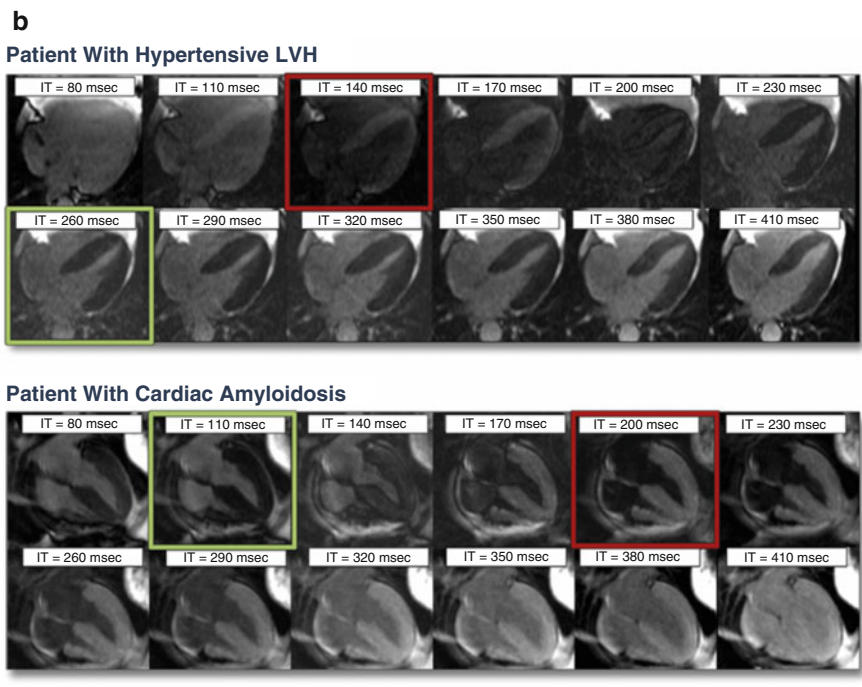 b
Patient With Hypertensive LVH
IT = 80 msec IT = 110 msec IT = 140 msec IT = 170 msec IT = 200 msec IT = 230 msec
IT = 260 msec IT = 290 msec IT = 320 msec IT = 350 msec IT = 380 msec IT = 410 msec
Patient With Cardiac Amyloidosis
IT = 80 msec IT = 110 msec IT = 140 msec IT = 170 msec IT = 200 msec IT = 230 msec
IT = 260 msec IT = 290 msec IT = 320 msec IT = 350 msec IT = 380 msec IT = 410 msec